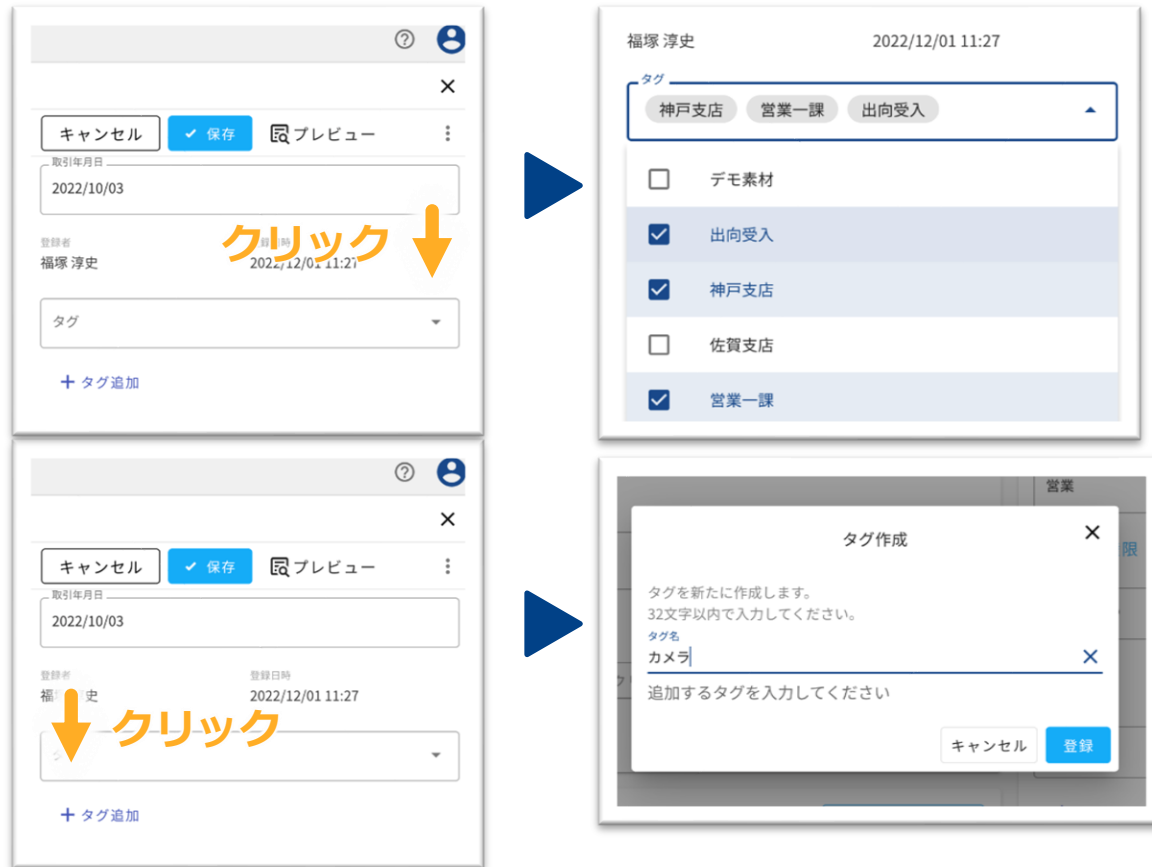 キャンセル
保存
プレビュー
取引年月日
2022/10/03
登録者
録 時
福塚 淳史
2022/12/01 11:27
クリック
タグ
+ タグ追加
福塚 淳史
2022/12/01 11:27
タグ
神戸支店
営業一課
出向受入
デモ素材
出向受入
神戸支店
佐賀支店
営業一課
キャンセル
保存
プレビュー
取引年月日
2022/10/03
登録者
登録日時
福 史
2022/12/01 11:27
クリック
+ タグ追加
営業
限
タグ作成
タグを新たに作成します。
32文字以内で入力してください。
タグ名
カメラ
追加するタグを入力してください
キャンセル
登録